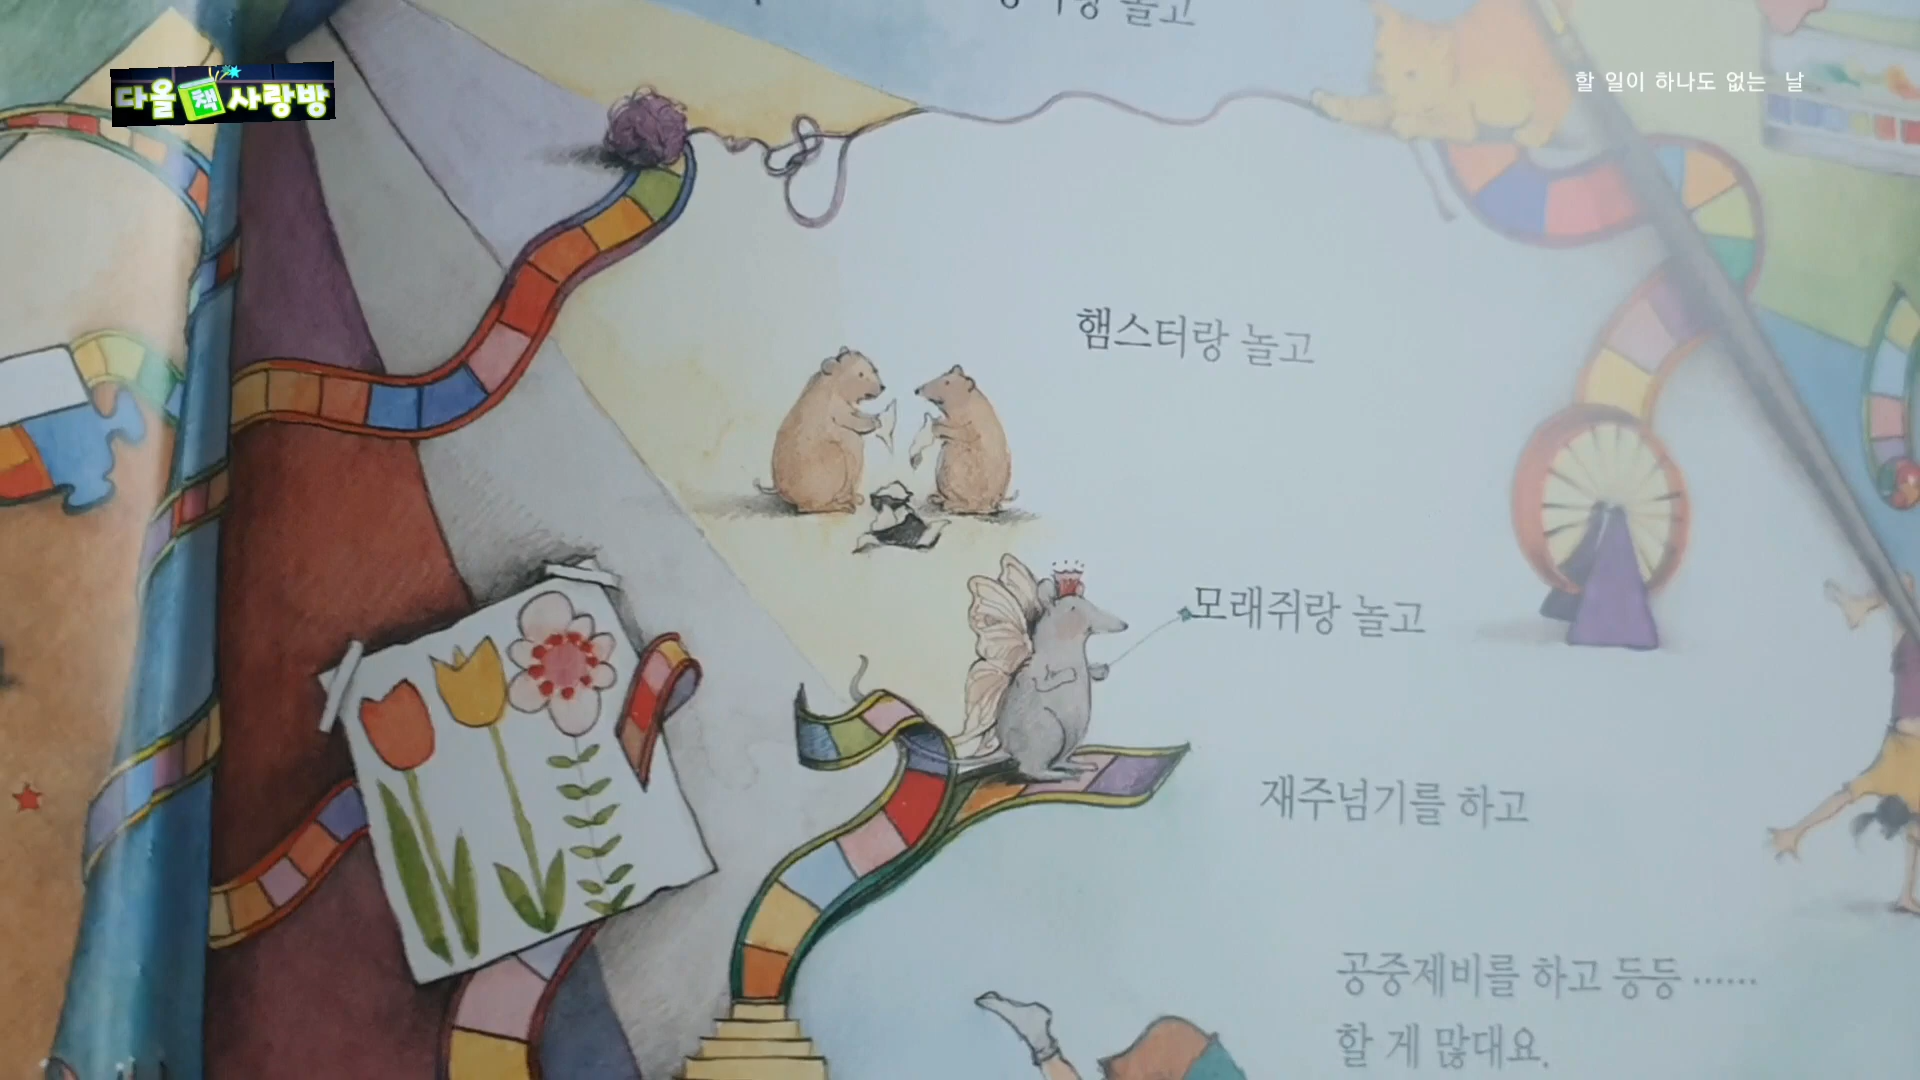 놀고
다올책사랑방
할 일이 하나도 없는 날
햄스터랑 놀고
모래쥐랑 놀고
재주넘기를 하고
공중제비를 하고 등등 ……
할 게 많대요.